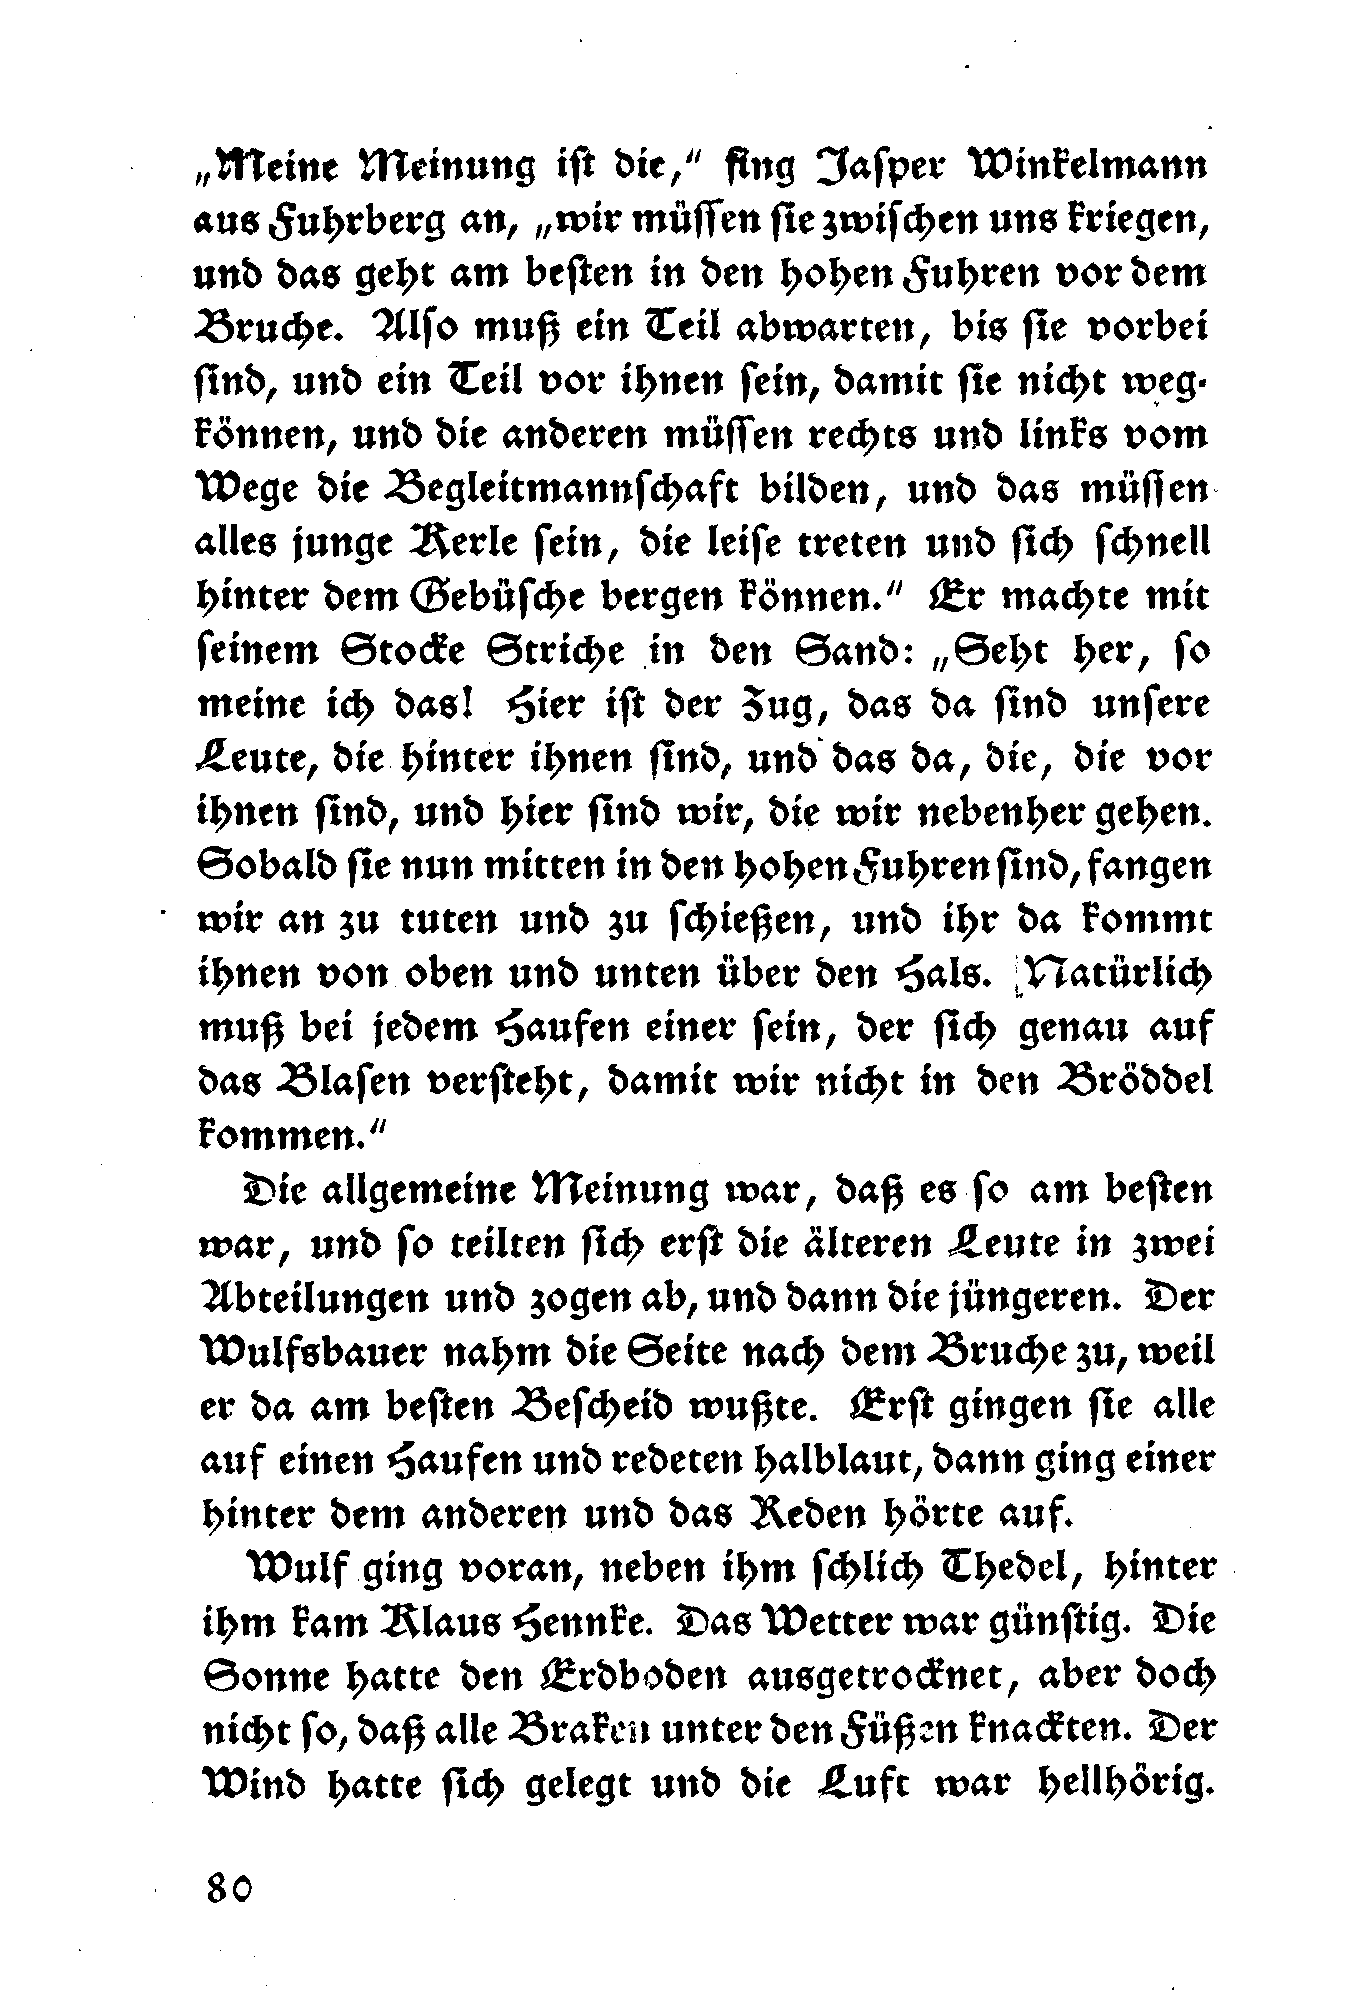 „Meine Meinung ist die,“ fing Jasper Winkelmann
aus Fuhrberg an, „wir müssen sie zwischen uns kriegen,
und das geht am besten in den hohen Fuhren vor dem
Bruche. Also muß ein Teil abwarten, bis sie vorbei
sind, und ein Teil vor ihnen sein, damit sie nicht weg-
können, und die anderen müssen rechts und links vom
Wege die Begleitmannschaft bilden, und das müssen
alles junge Kerle sein, die leise treten und sich schnell
hinter dem Gebüsche bergen können.“ Er machte mit
seinem Stocke Striche in den Sand: „Seht her, so
meine ich das! Hier ist der Zug, das da sind unsere
Leute, die hinter ihnen sind, und das da, die, die vor
ihnen sind, und hier sind wir, die wir nebenher gehen.
Sobald sie nun mitten in den hohen Fuhren sind, fangen
wir an zu tuten und zu schießen, und ihr da kommt
ihnen von oben und unten über den Hals. Natürlich
muß bei jedem Haufen einer sein, der sich genau auf
das Blasen versteht, damit wir nicht in den Bröddel
kommen.“
Die allgemeine Meinung war, daß es so am besten
war, und so teilten sich erst die älteren Leute in zwei
Abteilungen und zogen ab, und dann die jüngeren. Der
Wulfsbauer nahm die Seite nach dem Bruche zu, weil
er da am besten Bescheid wußte. Erst gingen sie alle
auf einen Haufen und redeten halblaut, dann ging einer
hinter dem anderen und das Reden hörte auf.
Wulf ging voran, neben ihm schlich Thedel, hinter
ihm kam Klaus Hennke. Das Wetter war günstig. Die
Sonne hatte den Erdboden ausgetrocknet, aber doch
nicht so, daß alle Braken unter den Füßen knackten. Der
Wind hatte sich gelegt und die Luft war hellhörig.
80